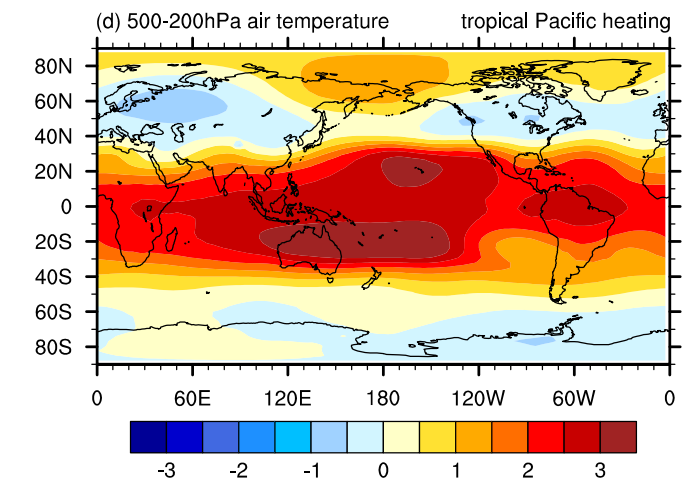 (d) 500-200hPa air temperature tropical Pacific heating
80N
60N
40N
20N
0
20S
40S
60S
80S
0 60E 120E 180 120W 60W 0
-3 -2 -1 0 1 2 3